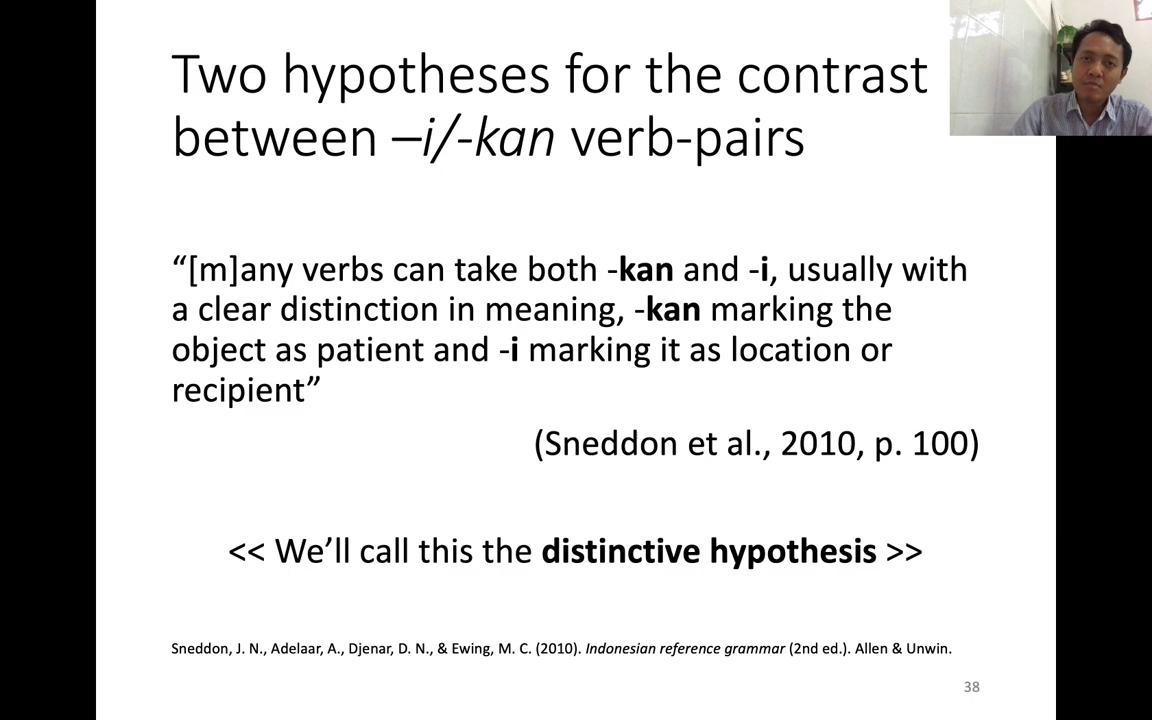 Two hypotheses for the contrast
between –i/-kan verb-pairs
“[m]any verbs can take both -kan and -i, usually with
a clear distinction in meaning, -kan marking the
object as patient and -i marking it as location or
recipient”
(Sneddon et al., 2010, p. 100)
<< We’ll call this the distinctive hypothesis >>
Sneddon, J. N., Adelaar, A., Djenar, D. N., & Ewing, M. C. (2010). Indonesian reference grammar (2nd ed.). Allen & Unwin.
38